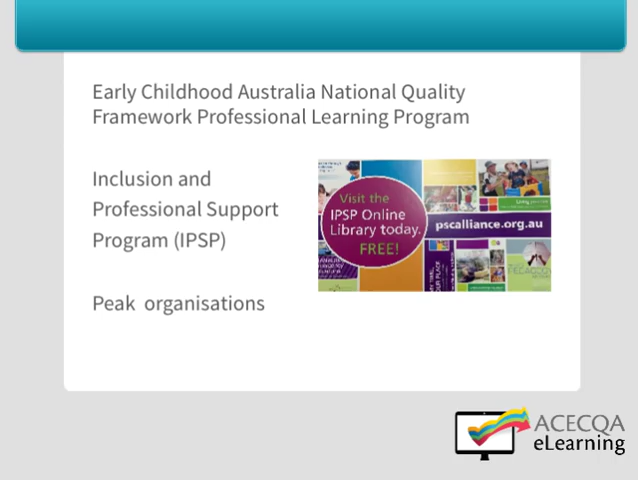 Early Childhood Australia National Quality
Framework Professional Learning Program
Inclusion and
Professional Support
Program (IPSP)
Peak organisations
Visit the
IPSP Online
Library today.
FREE!
pscalliance.org.au
ACECQA
eLearning